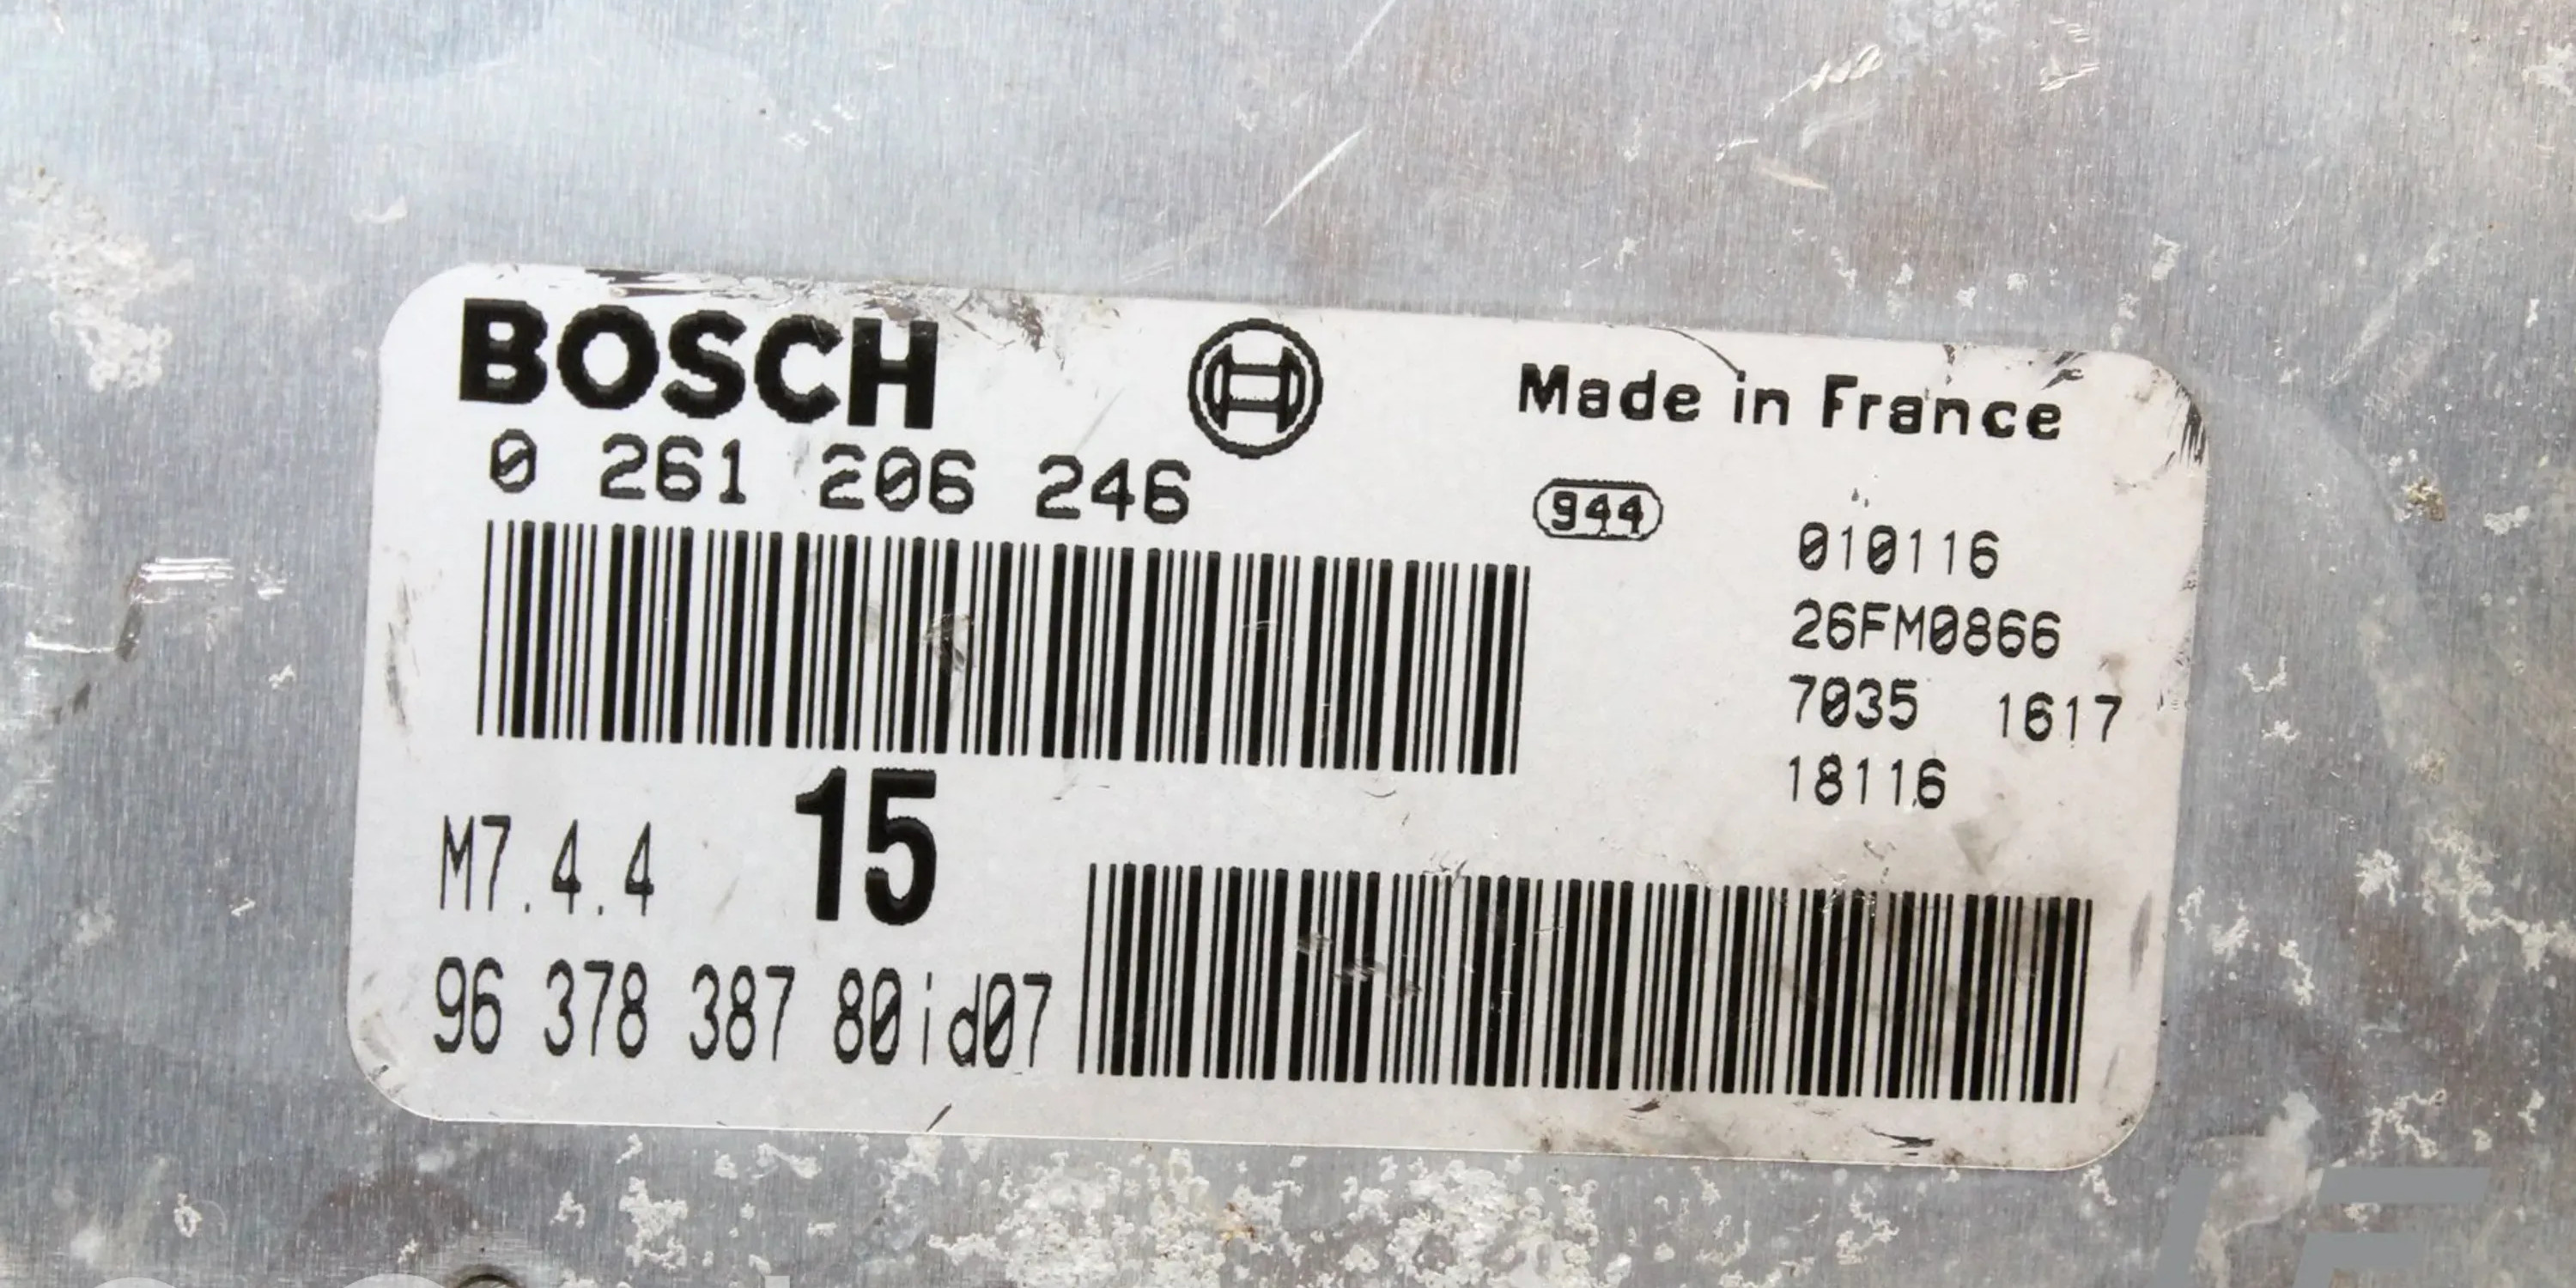 BOSCH
Made in France
0 261 206 246
944
010116
26FM0866
7035 1617
18116
M7.4.4 15
96 378 387 80id07